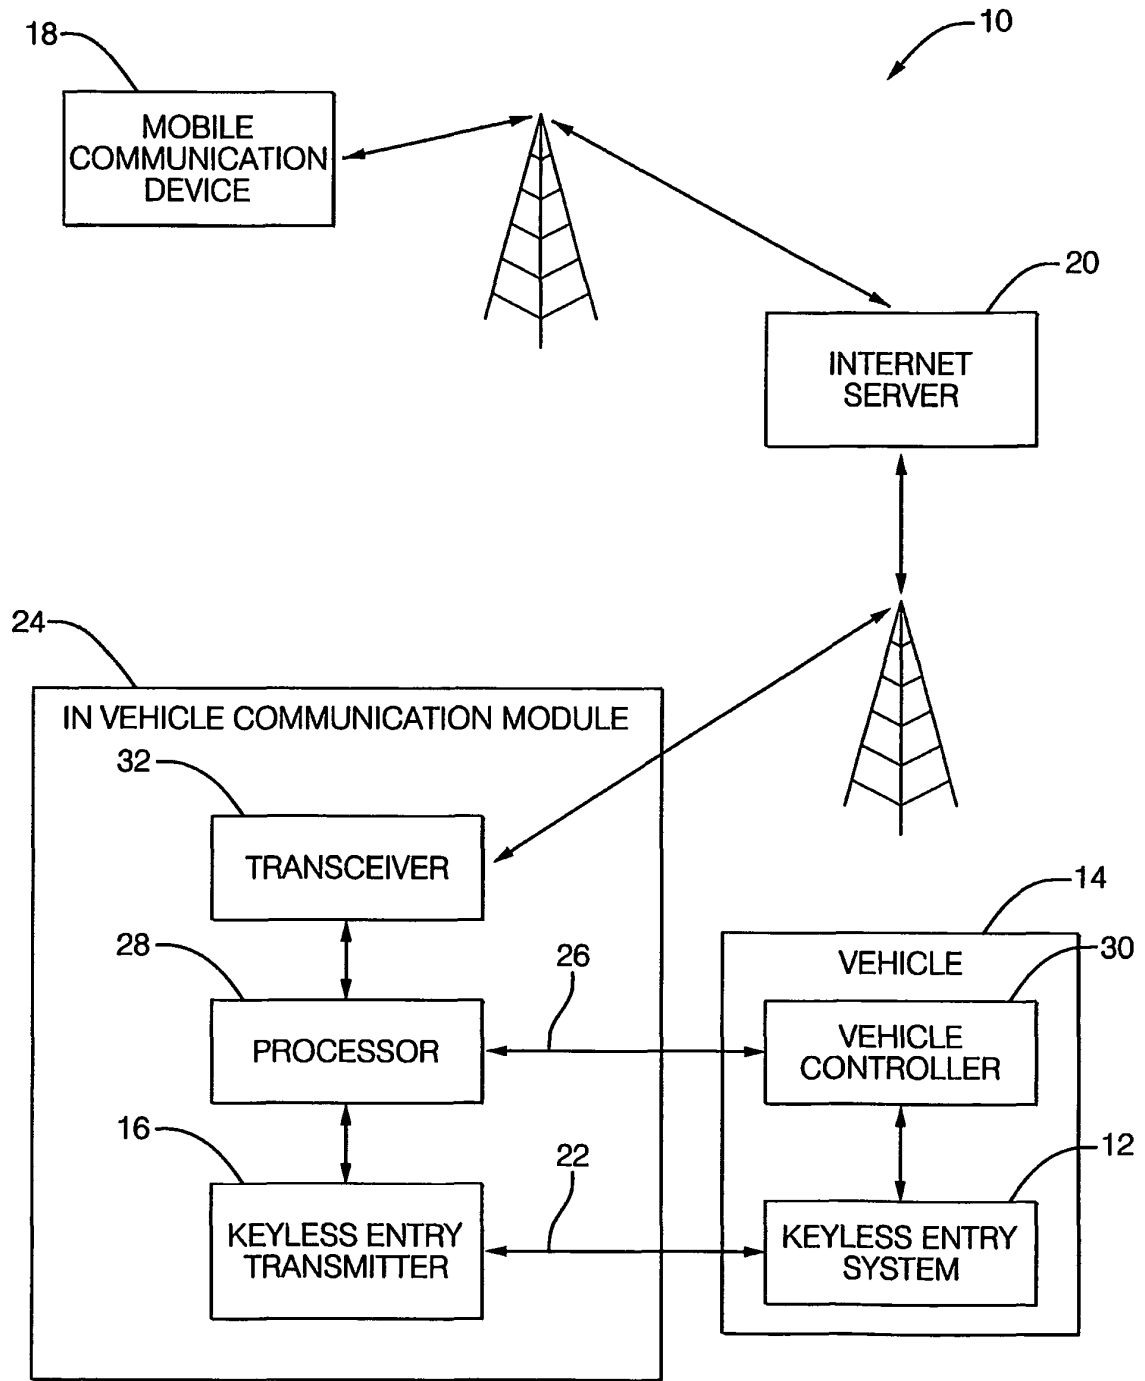 10
18
MOBILE
COMMUNICATION
DEVICE
20
INTERNET
SERVER
24
IN VEHICLE COMMUNICATION MODULE
32
TRANSCEIVER
14
VEHICLE
28
PROCESSOR
26
30
VEHICLE
CONTROLLER
16
KEYLESS ENTRY
TRANSMITTER
22
12
KEYLESS ENTRY
SYSTEM